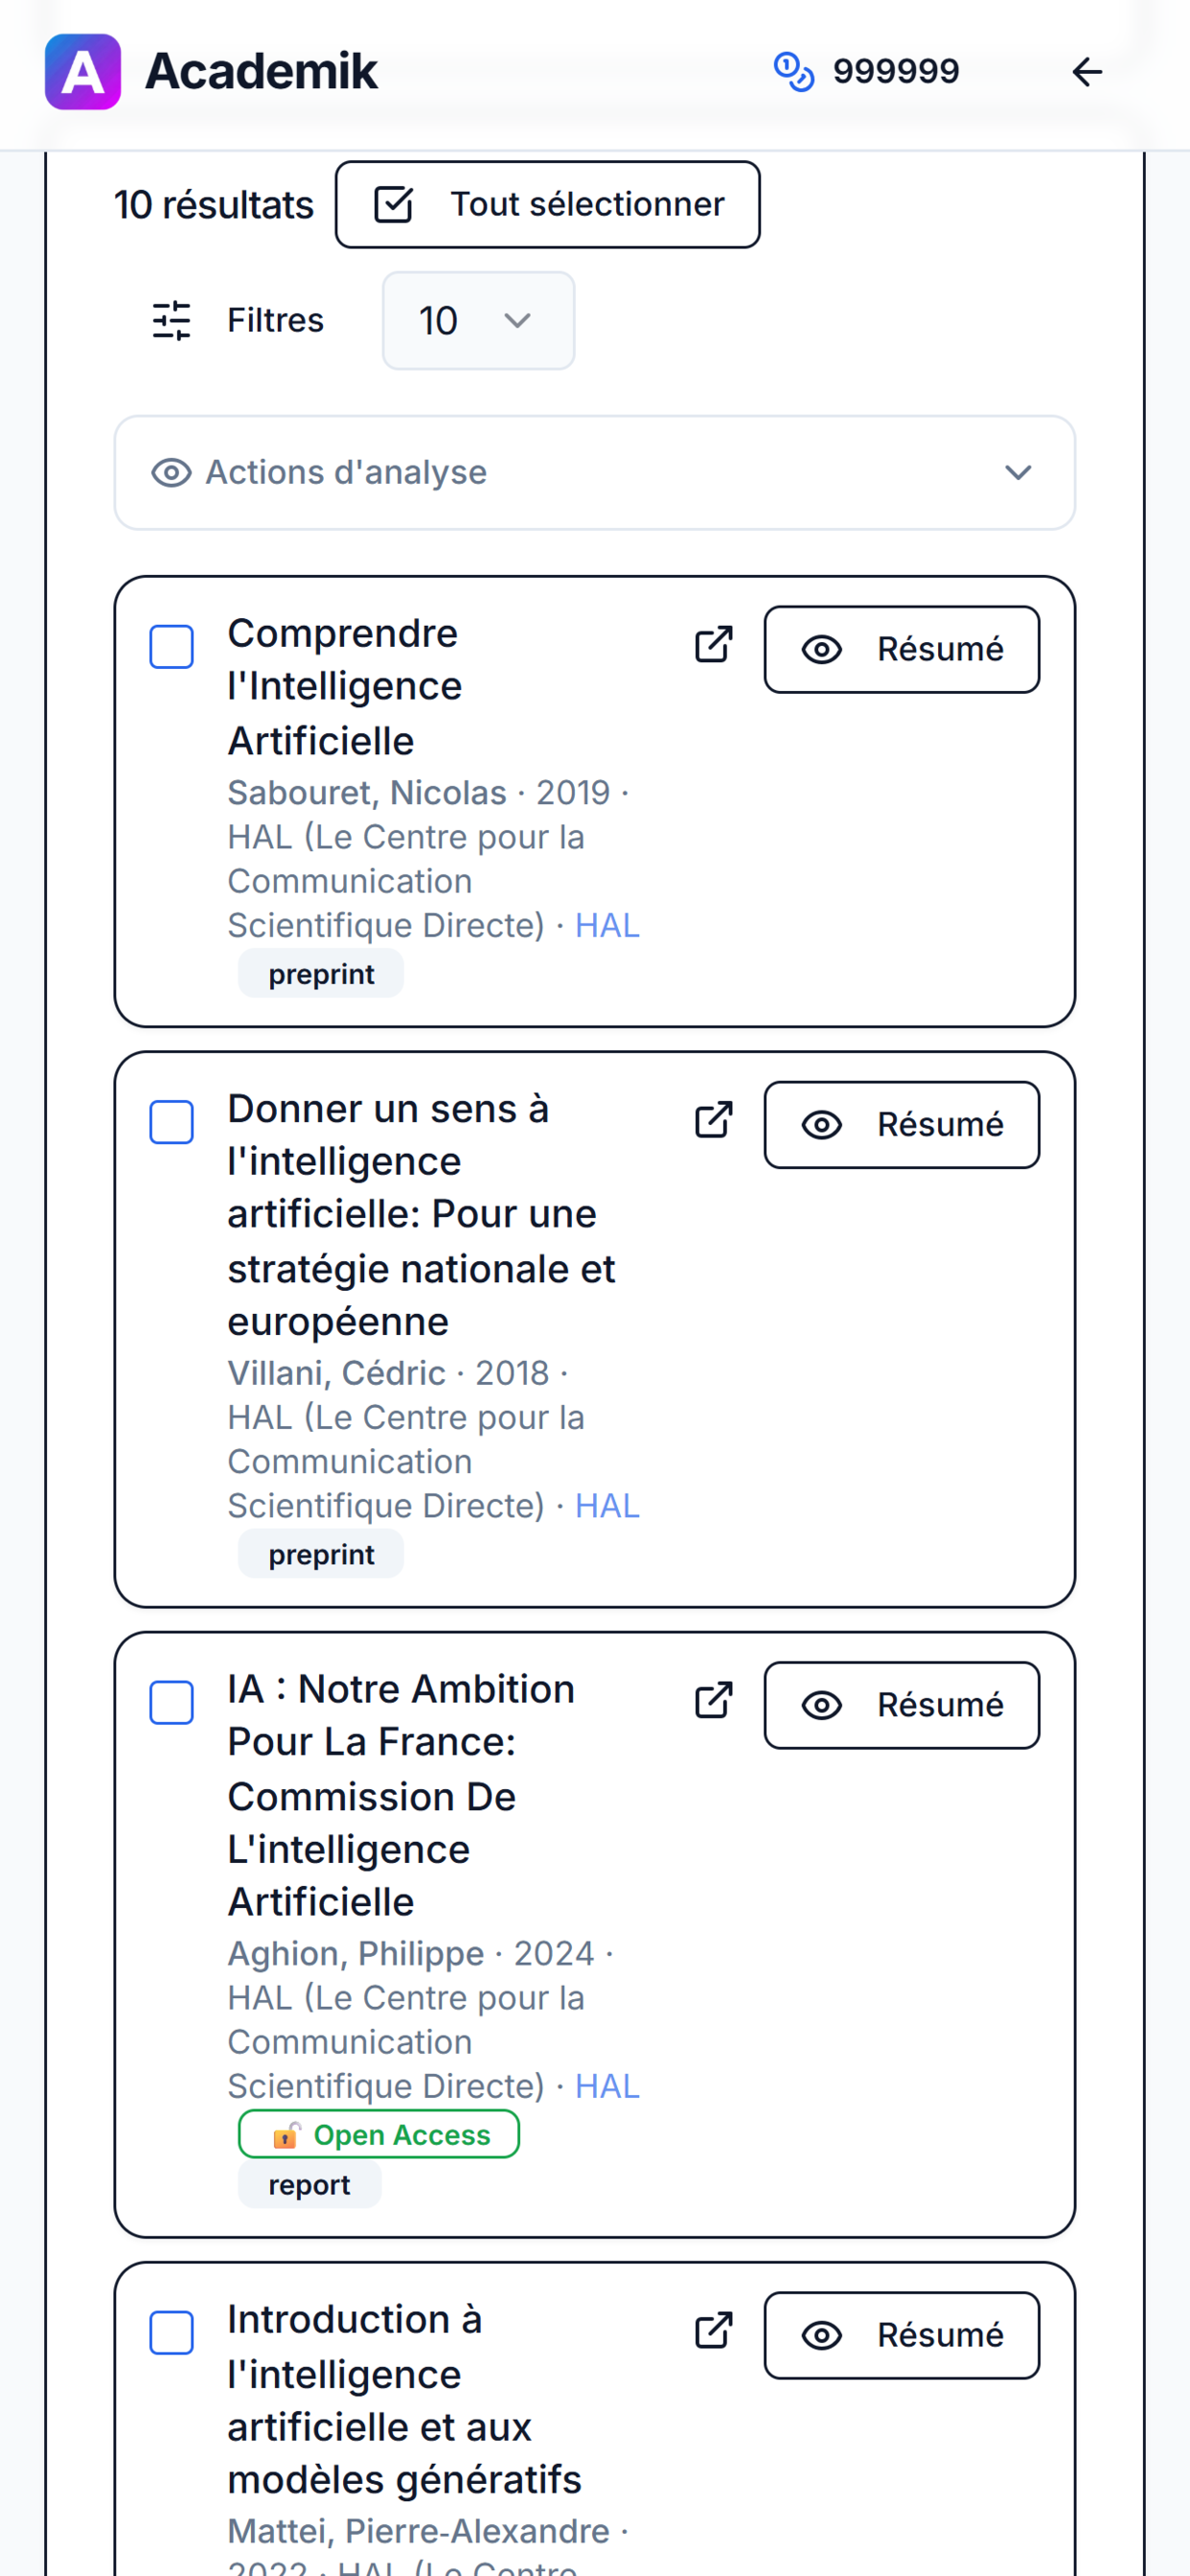 A Academik 999999
10 résultats Tout sélectionner
Filtres 10
Actions d'analyse
Comprendre
l'Intelligence
Artificielle
Résumé
Sabouret, Nicolas · 2019 ·
HAL (Le Centre pour la
Communication
Scientifique Directe) · HAL
preprint
Donner un sens à
l'intelligence
artificielle: Pour une
stratégie nationale et
européenne
Résumé
Villani, Cédric · 2018 ·
HAL (Le Centre pour la
Communication
Scientifique Directe) · HAL
preprint
IA : Notre Ambition
Pour La France:
Commission De
L'intelligence
Artificielle
Résumé
Aghion, Philippe · 2024 ·
HAL (Le Centre pour la
Communication
Scientifique Directe) · HAL
Open Access
report
Introduction à
l'intelligence
artificielle et aux
modèles génératifs
Résumé
Mattei, Pierre-Alexandre ·
2022 · HAL (Le Centre